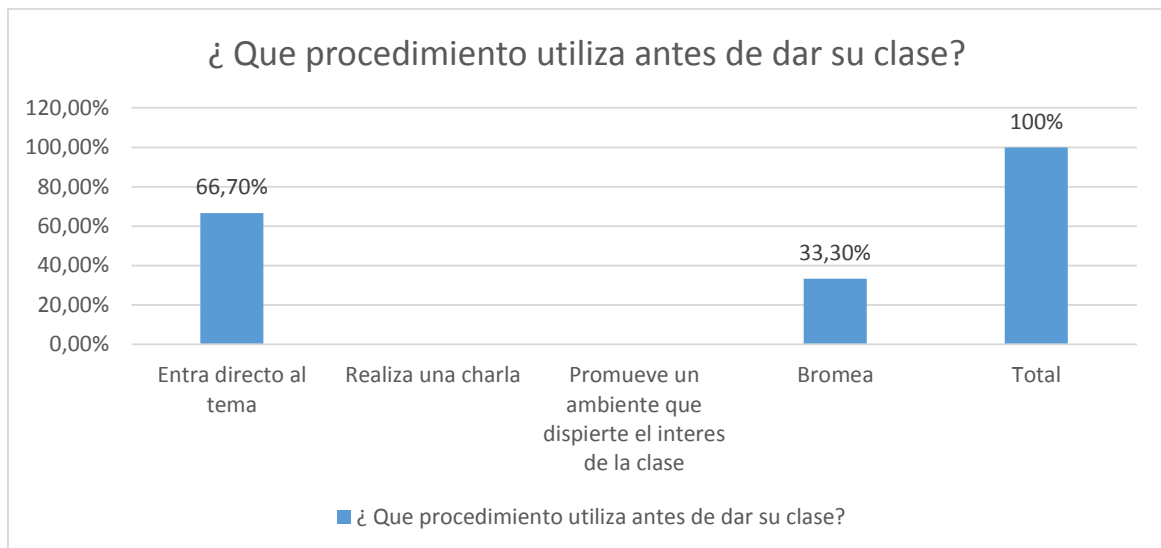 ¿ Que procedimiento utiliza antes de dar su clase?
120,00%
100,00%
80,00%
60,00%
40,00%
20,00%
0,00%
66,70%
33,30%
100%
Entra directo al
tema
Realiza una charla
Promueve un
ambiente que
dispierte el interes
de la clase
Bromea
Total
¿ Que procedimiento utiliza antes de dar su clase?